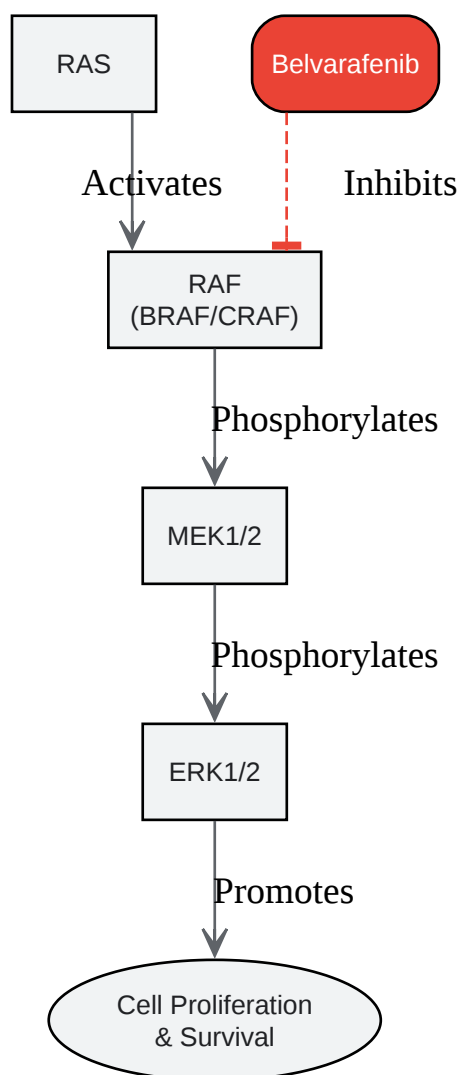 RAS
Belvarafenib
Activates
Inhibits
RAF
(BRAF/CRAF)
Phosphorylates
MEK1/2
Phosphorylates
ERK1/2
Promotes
Cell Proliferation
& Survival